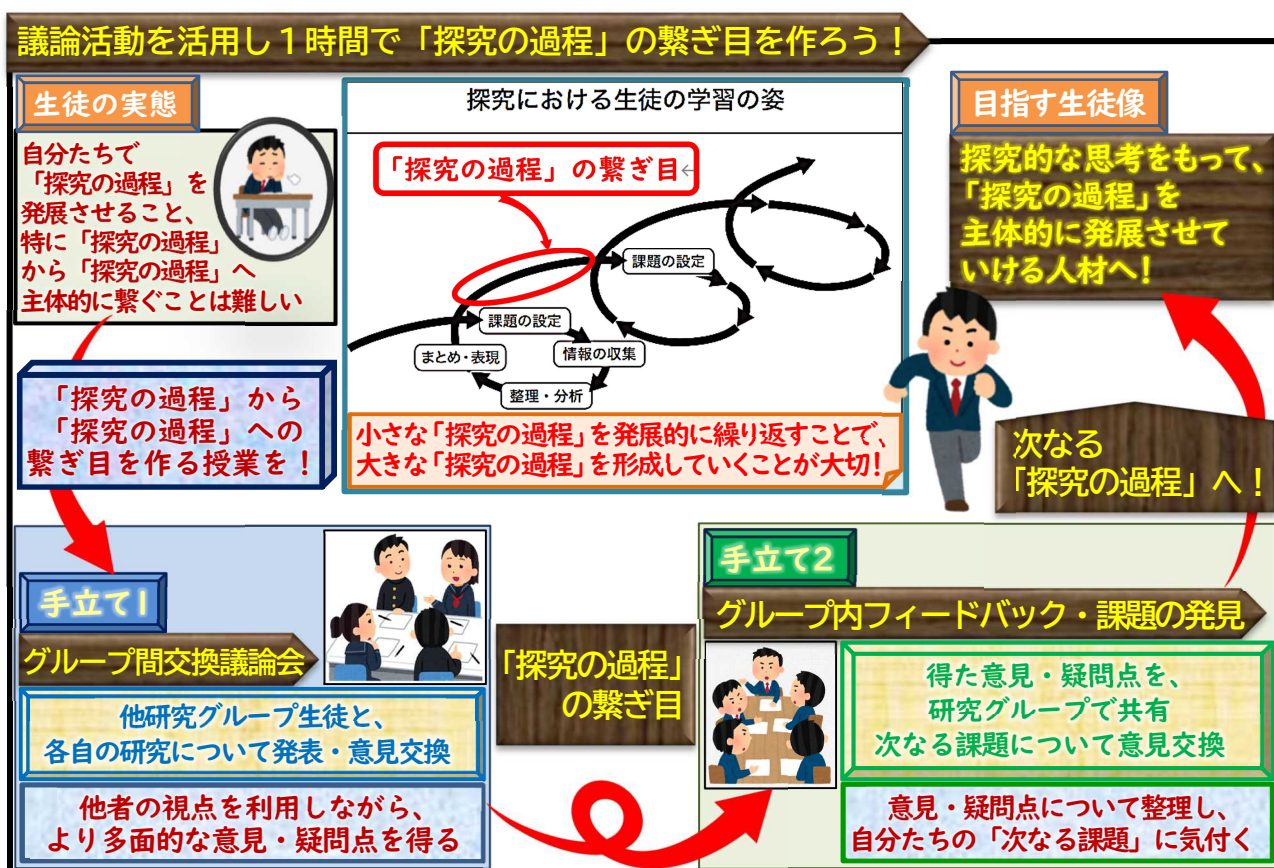 議論活動を活用し1時間で「探究の過程」の繋ぎ目を作ろう！
生徒の実態
自分たちで
「探究の過程」を
発展させること、
特に「探究の過程」
から「探究の過程」へ
主体的に繋ぐことは難しい
「探究の過程」から
「探究の過程」への
繋ぎ目を作る授業を！
探究における生徒の学習の姿
「探究の過程」の繋ぎ目
課題の設定
課題の設定
まとめ・表現
情報の収集
整理・分析
小さな「探究の過程」を発展的に繰り返すことで、
大きな「探究の過程」を形成していくことが大切！
目指す生徒像
探究的な思考をもって、
「探究の過程」を
主体的に発展させて
いける人材へ！
次なる
「探究の過程」へ！
手立て1
グループ間交換議論会
他研究グループ生徒と、
各自の研究について発表・意見交換
他者の視点を利用しながら、
より多面的な意見・疑問点を得る
「探究の過程」
の繋ぎ目
手立て2
グループ内フィードバック・課題の発見
得た意見・疑問点を、
研究グループで共有
次なる課題について意見交換
意見・疑問点について整理し、
自分たちの「次なる課題」に気付く